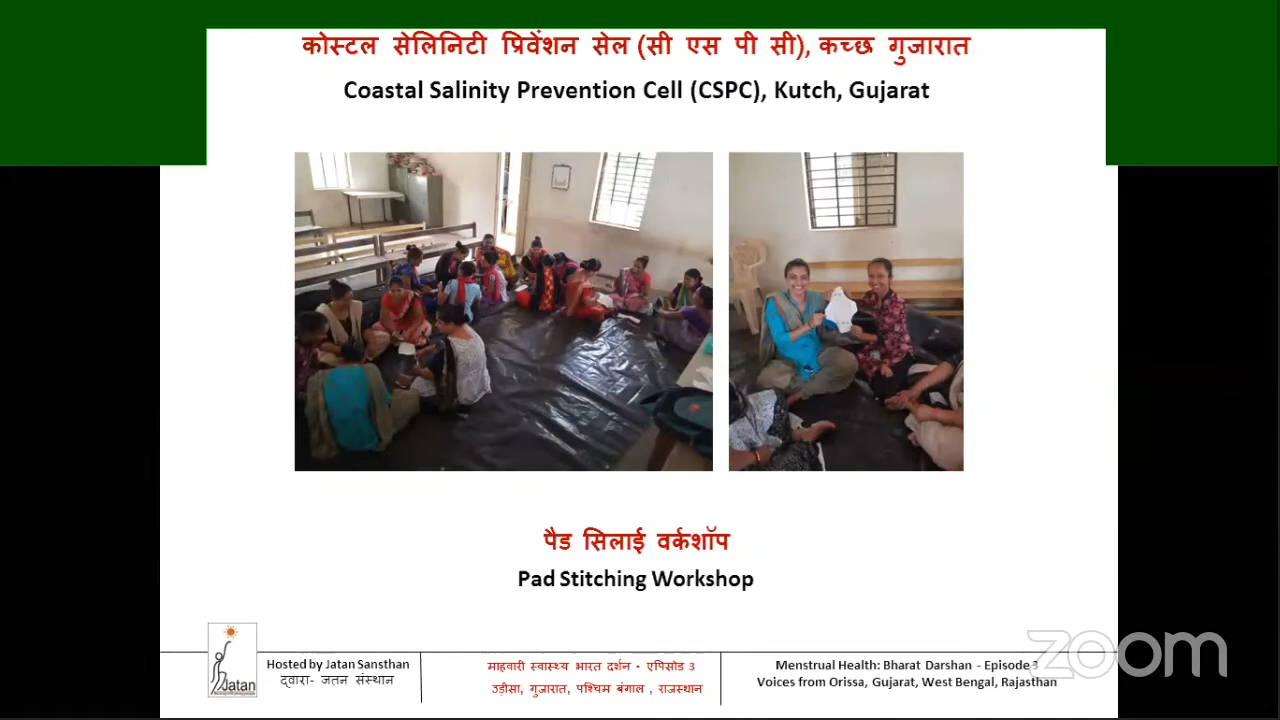 कोस्टल सेलिनिटी प्रिवेंशन सेल (सी एस पी सी), कच्छ गुजारात
Coastal Salinity Prevention Cell (CSPC), Kutch, Gujarat
पैड सिलाई वर्कशॉप
Pad Stitching Workshop
Jatan
Hosted by Jatan Sansthan
द्वारा- जतन संस्थान
माहवारी स्वास्थ्य भारत दर्शन - एपिसोड 3
उड़ीसा, गुजारात, पश्चिम बंगाल , राजस्थान
Menstrual Health: Bharat Darshan - Episode 3
Voices from Orissa, Gujarat, West Bengal, Rajasthan
zoom